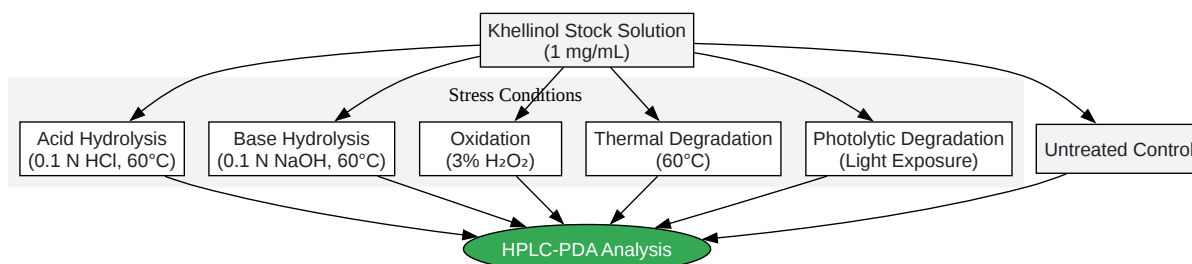 Khellinol Stock Solution
(1 mg/mL)
Stress Conditions
Acid Hydrolysis
(0.1 N HCl, 60°C)
Base Hydrolysis
(0.1 N NaOH, 60°C)
Oxidation
(3% H₂O₂)
Thermal Degradation
(60°C)
Photolytic Degradation
(Light Exposure)
Untreated Control
HPLC-PDA Analysis